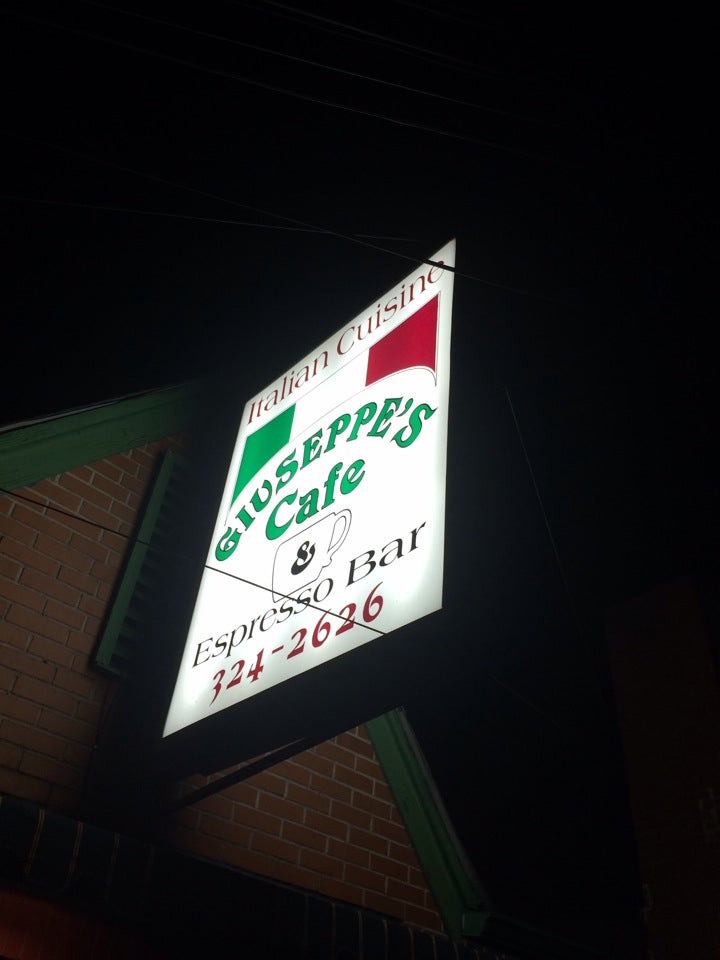 Italian Cuisine
GIUSEPPE'S
Cafe
&
Espresso Bar
324-2626